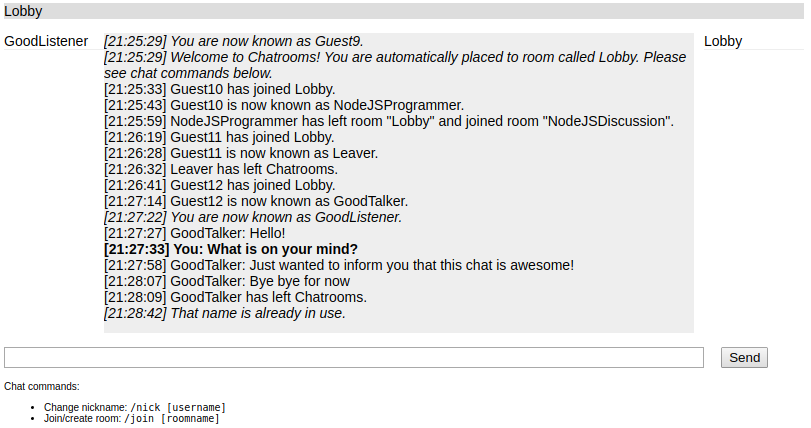 Lobby
GoodListener
[21:25:29] You are now known as Guest9.
[21:25:29] Welcome to Chatrooms! You are automatically placed to room called Lobby. Please
see chat commands below.
[21:25:33] Guest10 has joined Lobby.
[21:25:43] Guest10 is now known as NodeJSProgrammer.
[21:25:59] NodeJSProgrammer has left room "Lobby" and joined room "NodeJSDiscussion".
[21:26:19] Guest11 has joined Lobby.
[21:26:28] Guest11 is now known as Leaver.
[21:26:32] Leaver has left Chatrooms.
[21:26:41] Guest12 has joined Lobby.
[21:27:14] Guest12 is now known as GoodTalker.
[21:27:22] You are now known as GoodListener.
[21:27:27] GoodTalker: Hello!
[21:27:33] You: What is on your mind?
[21:27:58] GoodTalker: Just wanted to inform you that this chat is awesome!
[21:28:07] GoodTalker: Bye bye for now
[21:28:09] GoodTalker has left Chatrooms.
[21:28:42] That name is already in use.
Lobby
Send
Chat commands:
• Change nickname: /nick [username]
• Join/create room: /join [roomname]